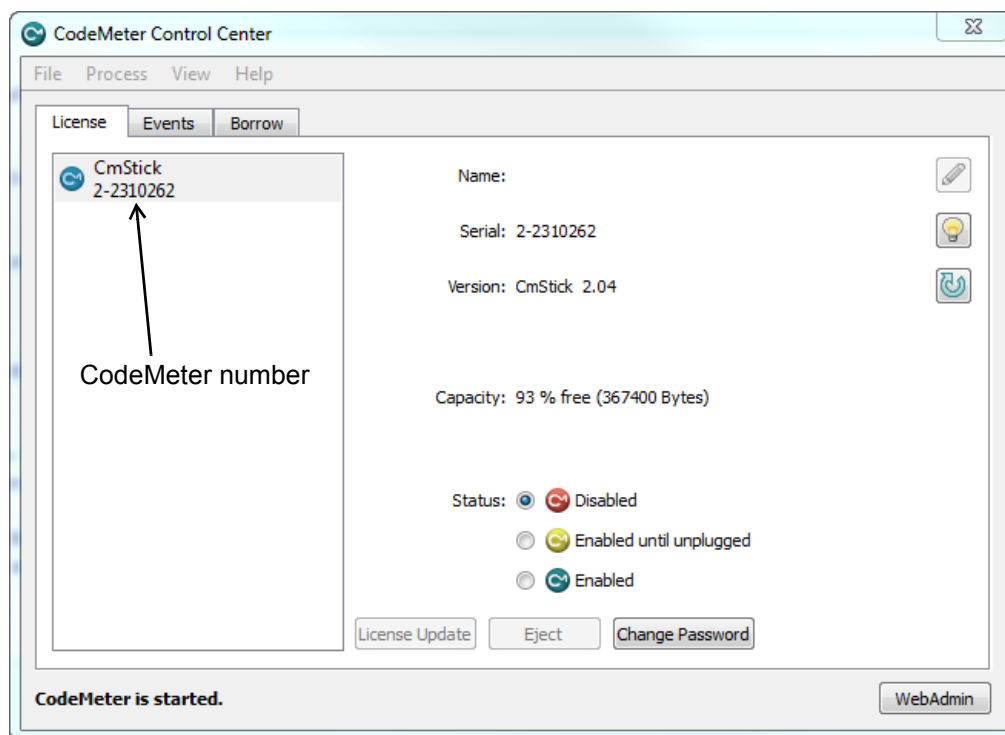 CodeMeter Control Center
File Process View Help
License Events Borrow
CmStick
2-2310262
CodeMeter number
Name:
Serial: 2-2310262
Version: CmStick 2.04
Capacity: 93 % free (367400 Bytes)
Status: Disabled
Enabled until unplugged
Enabled
License Update Eject Change Password
CodeMeter is started. WebAdmin